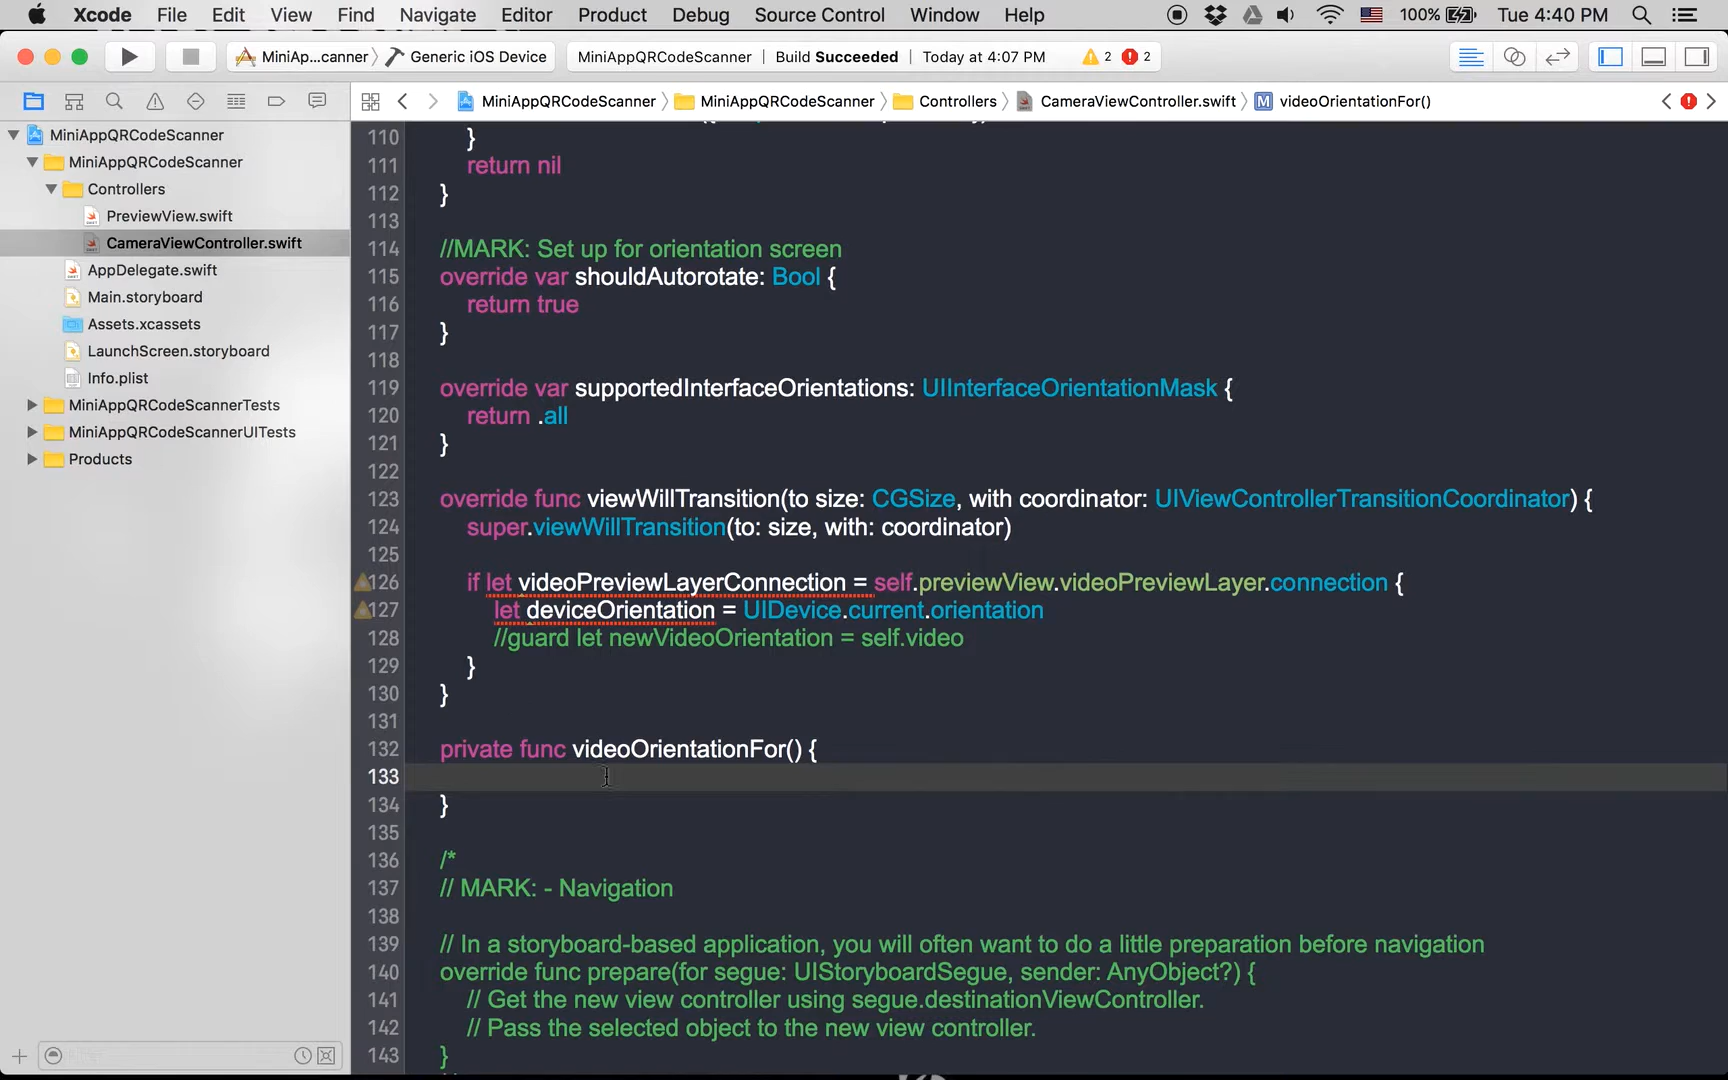 Xcode File Edit View Find Navigate Editor Product Debug Source Control Window Help 100% Tue 4:40 PM
MiniAp...canner Generic iOS Device MiniAppQRCodeScanner | Build Succeeded | Today at 4:07 PM 2 2
MiniAppQRCodeScanner MiniAppQRCodeScanner Controllers CameraViewController.swift M videoOrientationFor()
MiniAppQRCodeScanner
MiniAppQRCodeScanner
Controllers
PreviewView.swift
CameraViewController.swift
AppDelegate.swift
Main.storyboard
Assets.xcassets
LaunchScreen.storyboard
Info.plist
MiniAppQRCodeScannerTests
MiniAppQRCodeScannerUITests
Products
110 }
111 return nil
112 }
113
114 //MARK: Set up for orientation screen
115 override var shouldAutorotate: Bool {
116 return true
117 }
118
119 override var supportedInterfaceOrientations: UIInterfaceOrientationMask {
120 return .all
121 }
122
123 override func viewWillTransition(to size: CGSize, with coordinator: UIViewControllerTransitionCoordinator) {
124 super.viewWillTransition(to: size, with: coordinator)
125
126 if let videoPreviewLayerConnection = self.previewView.videoPreviewLayer.connection {
127 let deviceOrientation = UIDevice.current.orientation
128 //guard let newVideoOrientation = self.video
129 }
130 }
131
132 private func videoOrientationFor() {
133
134 }
135
136 /*
137 // MARK: - Navigation
138
139 // In a storyboard-based application, you will often want to do a little preparation before navigation
140 override func prepare(for segue: UIStoryboardSegue, sender: AnyObject?) {
141 // Get the new view controller using segue.destinationViewController.
142 // Pass the selected object to the new view controller.
143 }